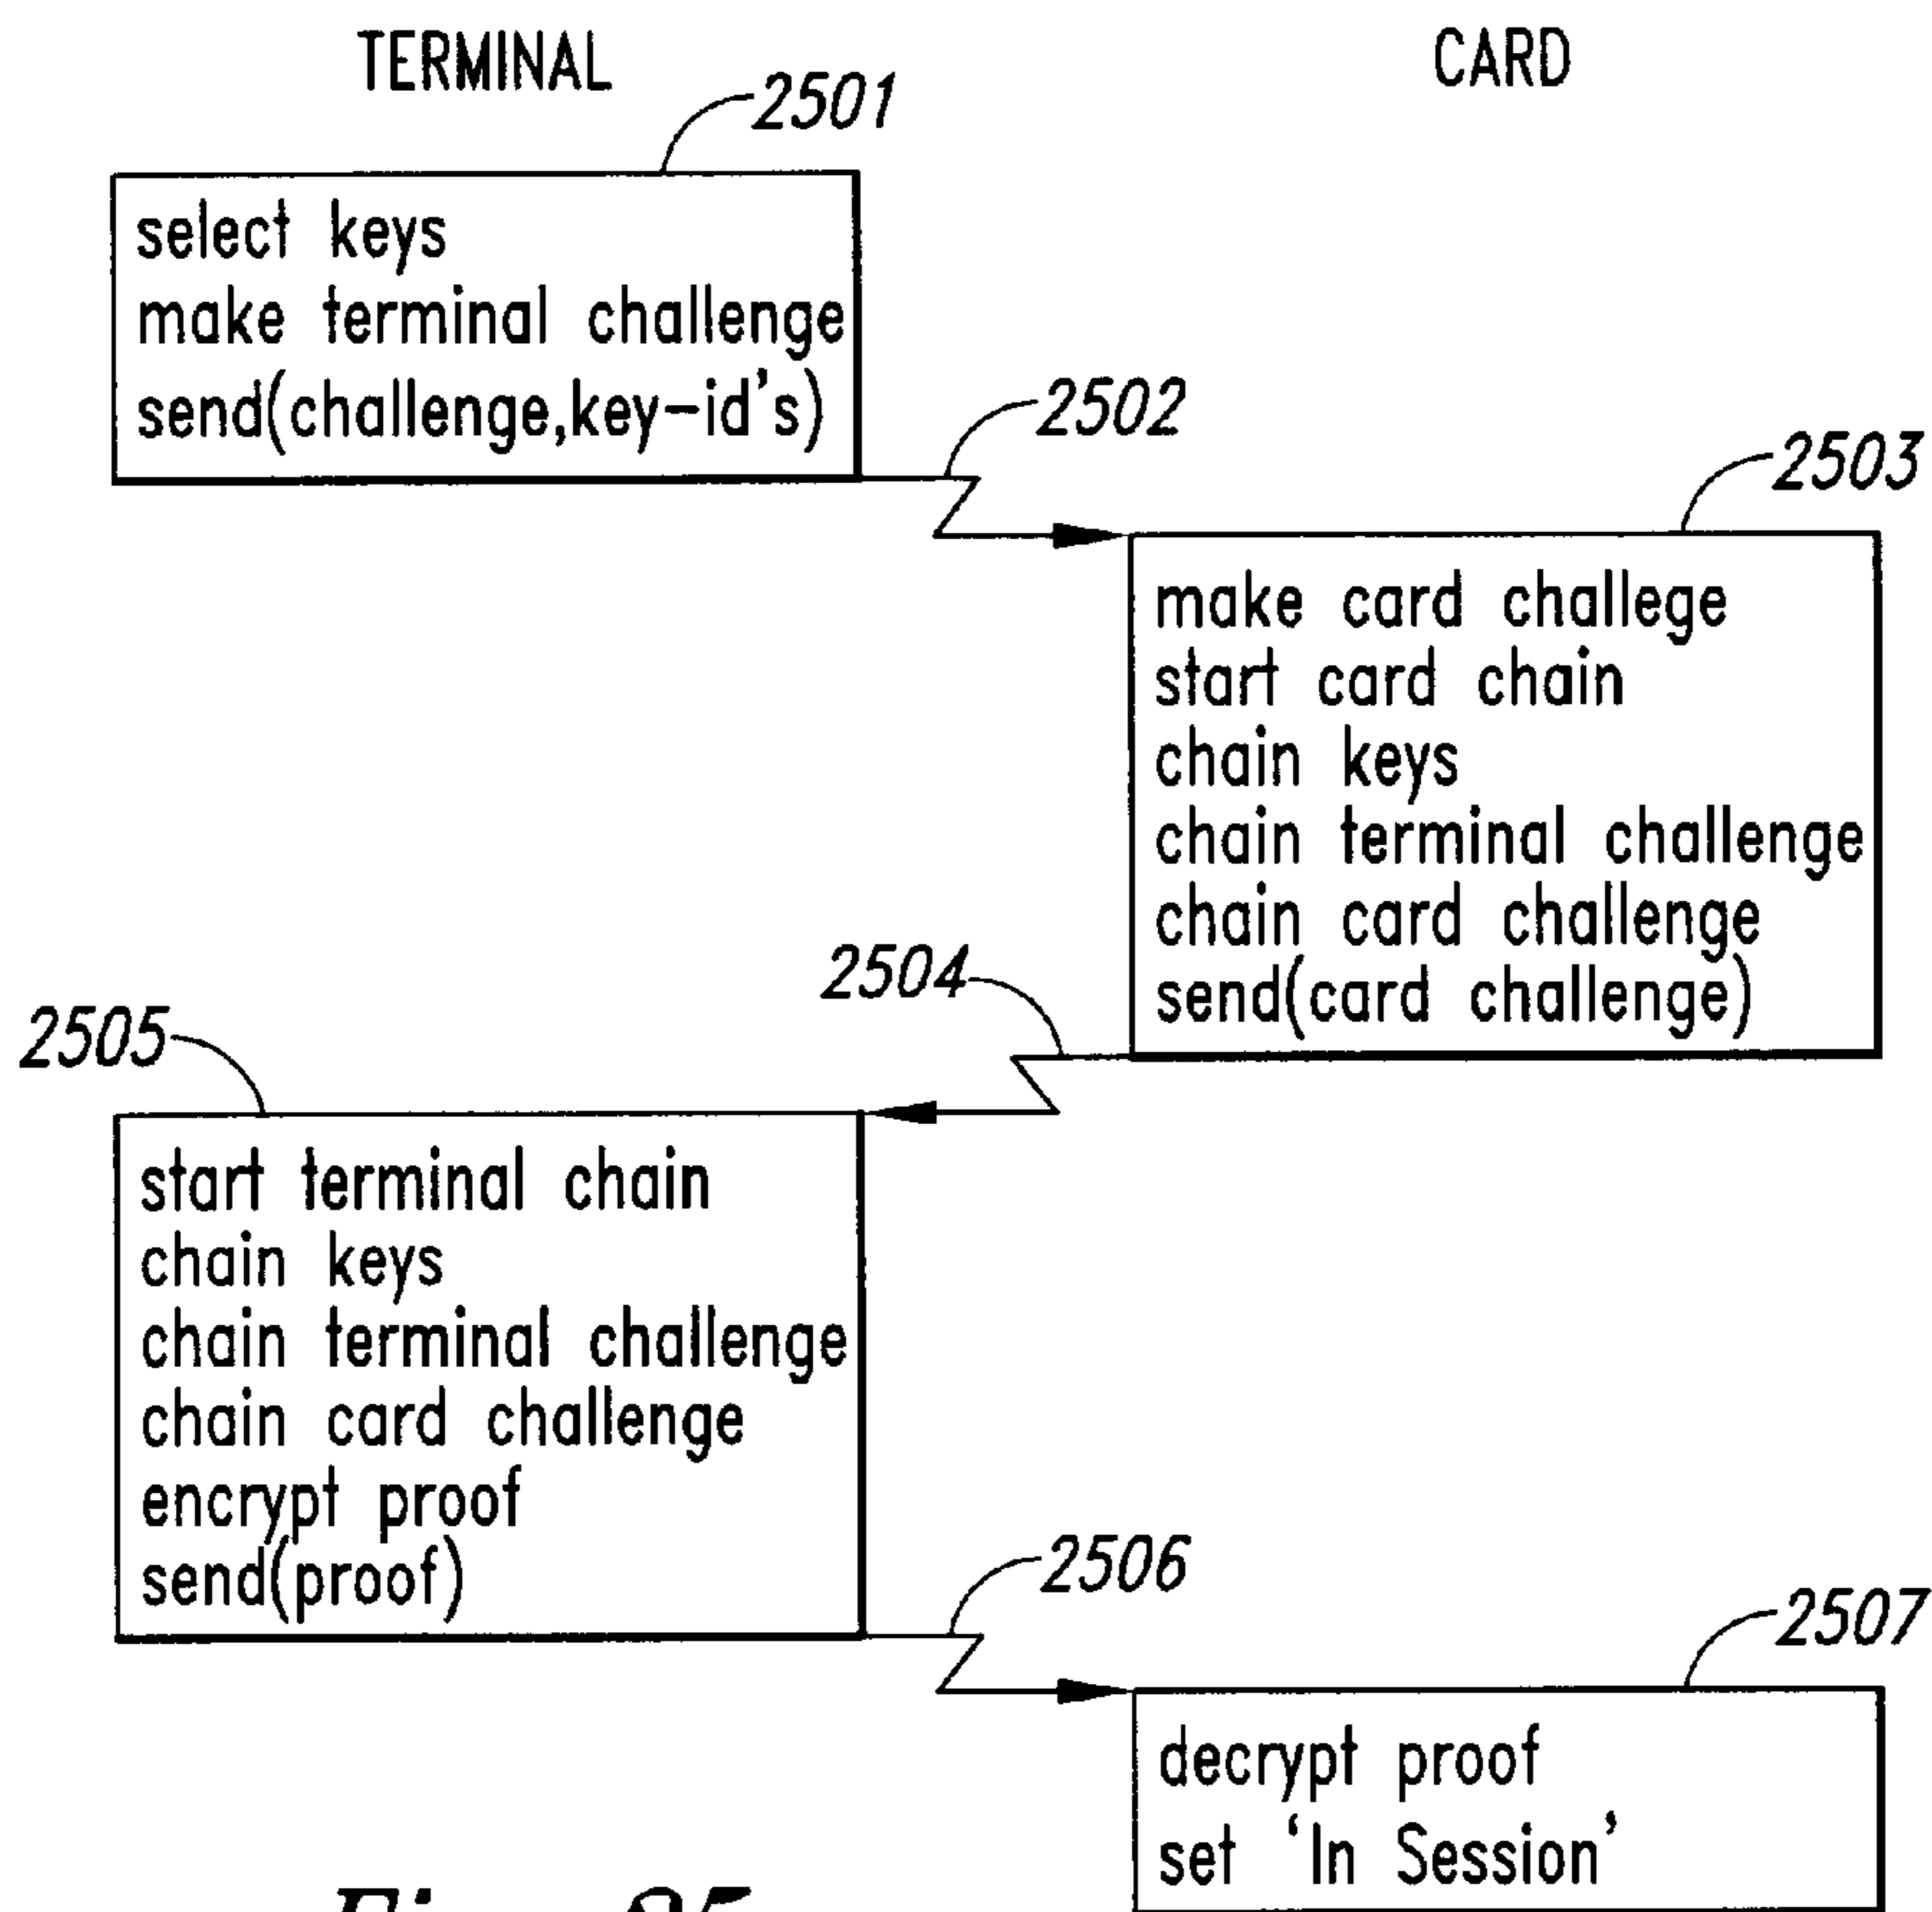 TERMINAL
CARD
2501
select keys
make terminal challenge
send(challenge,key-id's)
2502
2503
make card challege
start card chain
chain keys
chain terminal challenge
chain card challenge
send(card challenge)
2504
2505
start terminal chain
chain keys
chain terminal challenge
chain card challenge
encrypt proof
send(proof)
2506
2507
decrypt proof
set 'In Session'